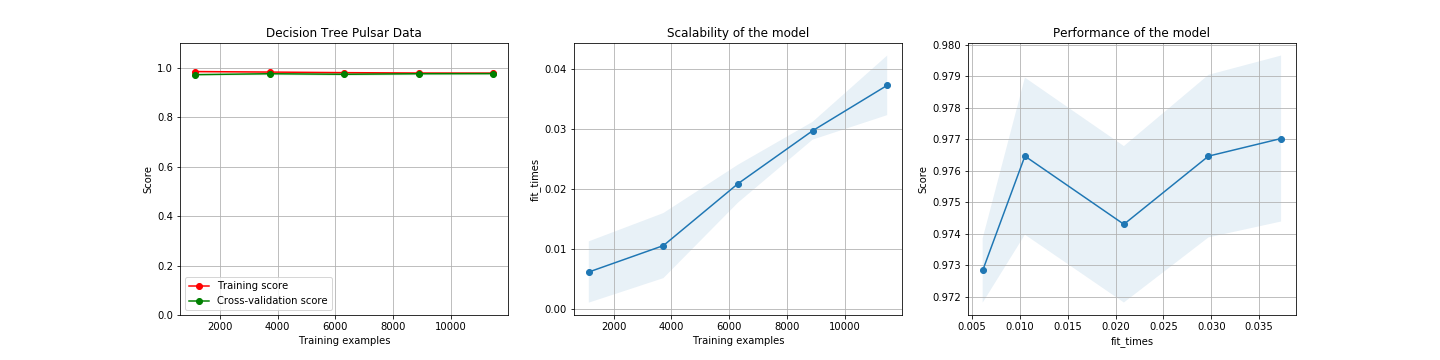 Decision Tree Pulsar Data
1.0
0.8
0.6
0.4
0.2
0.0
Score
Training score
Cross-validation score
2000 4000 6000 8000 10000
Training examples
Scalability of the model
0.04
0.03
0.02
0.01
0.00
fit_times
2000 4000 6000 8000 10000
Training examples
Performance of the model
0.980
0.979
0.978
0.977
0.976
0.975
0.974
0.973
0.972
Score
0.005 0.010 0.015 0.020 0.025 0.030 0.035
fit_times